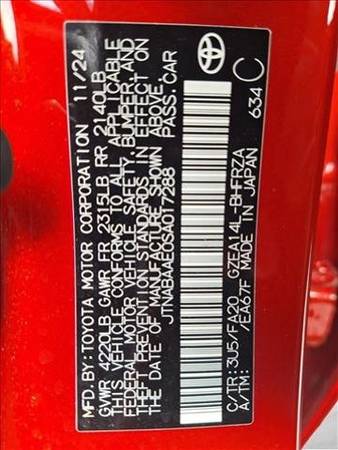 MFD.BY:TOYOTA MOTOR CORPORATION 11/24
GVWR 4220LB GAWR FR 2315LB RR 2140LB
THIS VEHICLE CONFORMS TO ALL APPLICABLE
FEDERAL MOTOR VEHICLE SAFETY, BUMPER, AND
THEFT PREVENTION STANDARDS IN EFFECT ON
THE DATE OF MANUFACTURE SHOWN ABOVE.
JTNABAAE0SA017288 PASS.CAR
C/TR:3U5/FA20 GZEA14L-BHFRZA
A/TM: /EA67F MADE IN JAPAN 634 C
TOYOTA